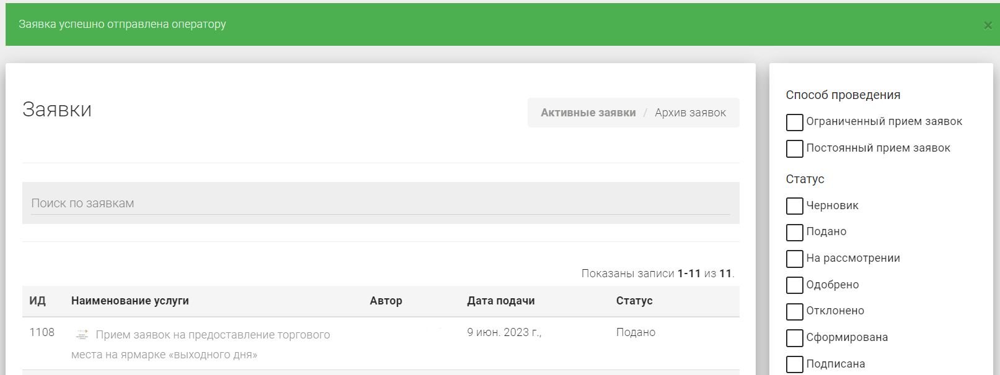 Заявка успешно отправлена оператору
×
Заявки
Активные заявки / Архив заявок
Поиск по заявкам
Показаны записи 1-11 из 11.
ИД Наименование услуги Автор Дата подачи Статус
1108 Прием заявок на предоставление торгового 9 июн. 2023 г., Подано
места на ярмарке «выходного дня»
Способ проведения
Ограниченный прием заявок
Постоянный прием заявок
Статус
Черновик
Подано
На рассмотрении
Одобрено
Отклонено
Сформирована
Подписана